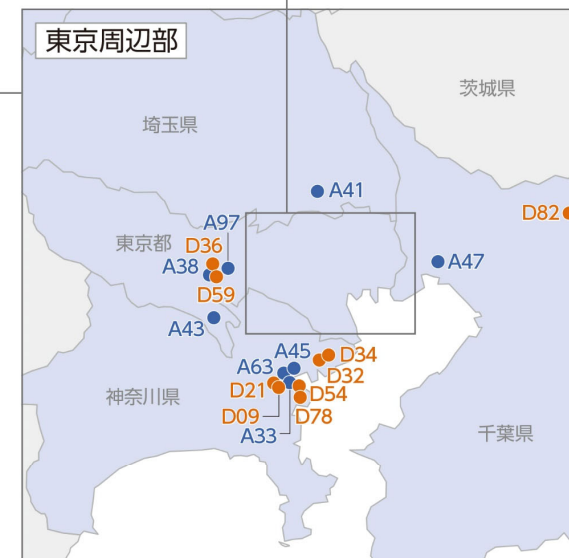 東京周辺部
茨城県
埼玉県
A41
D82
A97
東京都
D36
A38
A47
D59
A43
A45
D34
A63
D32
D21
D54
神奈川県
D09
D78
A33
千葉県